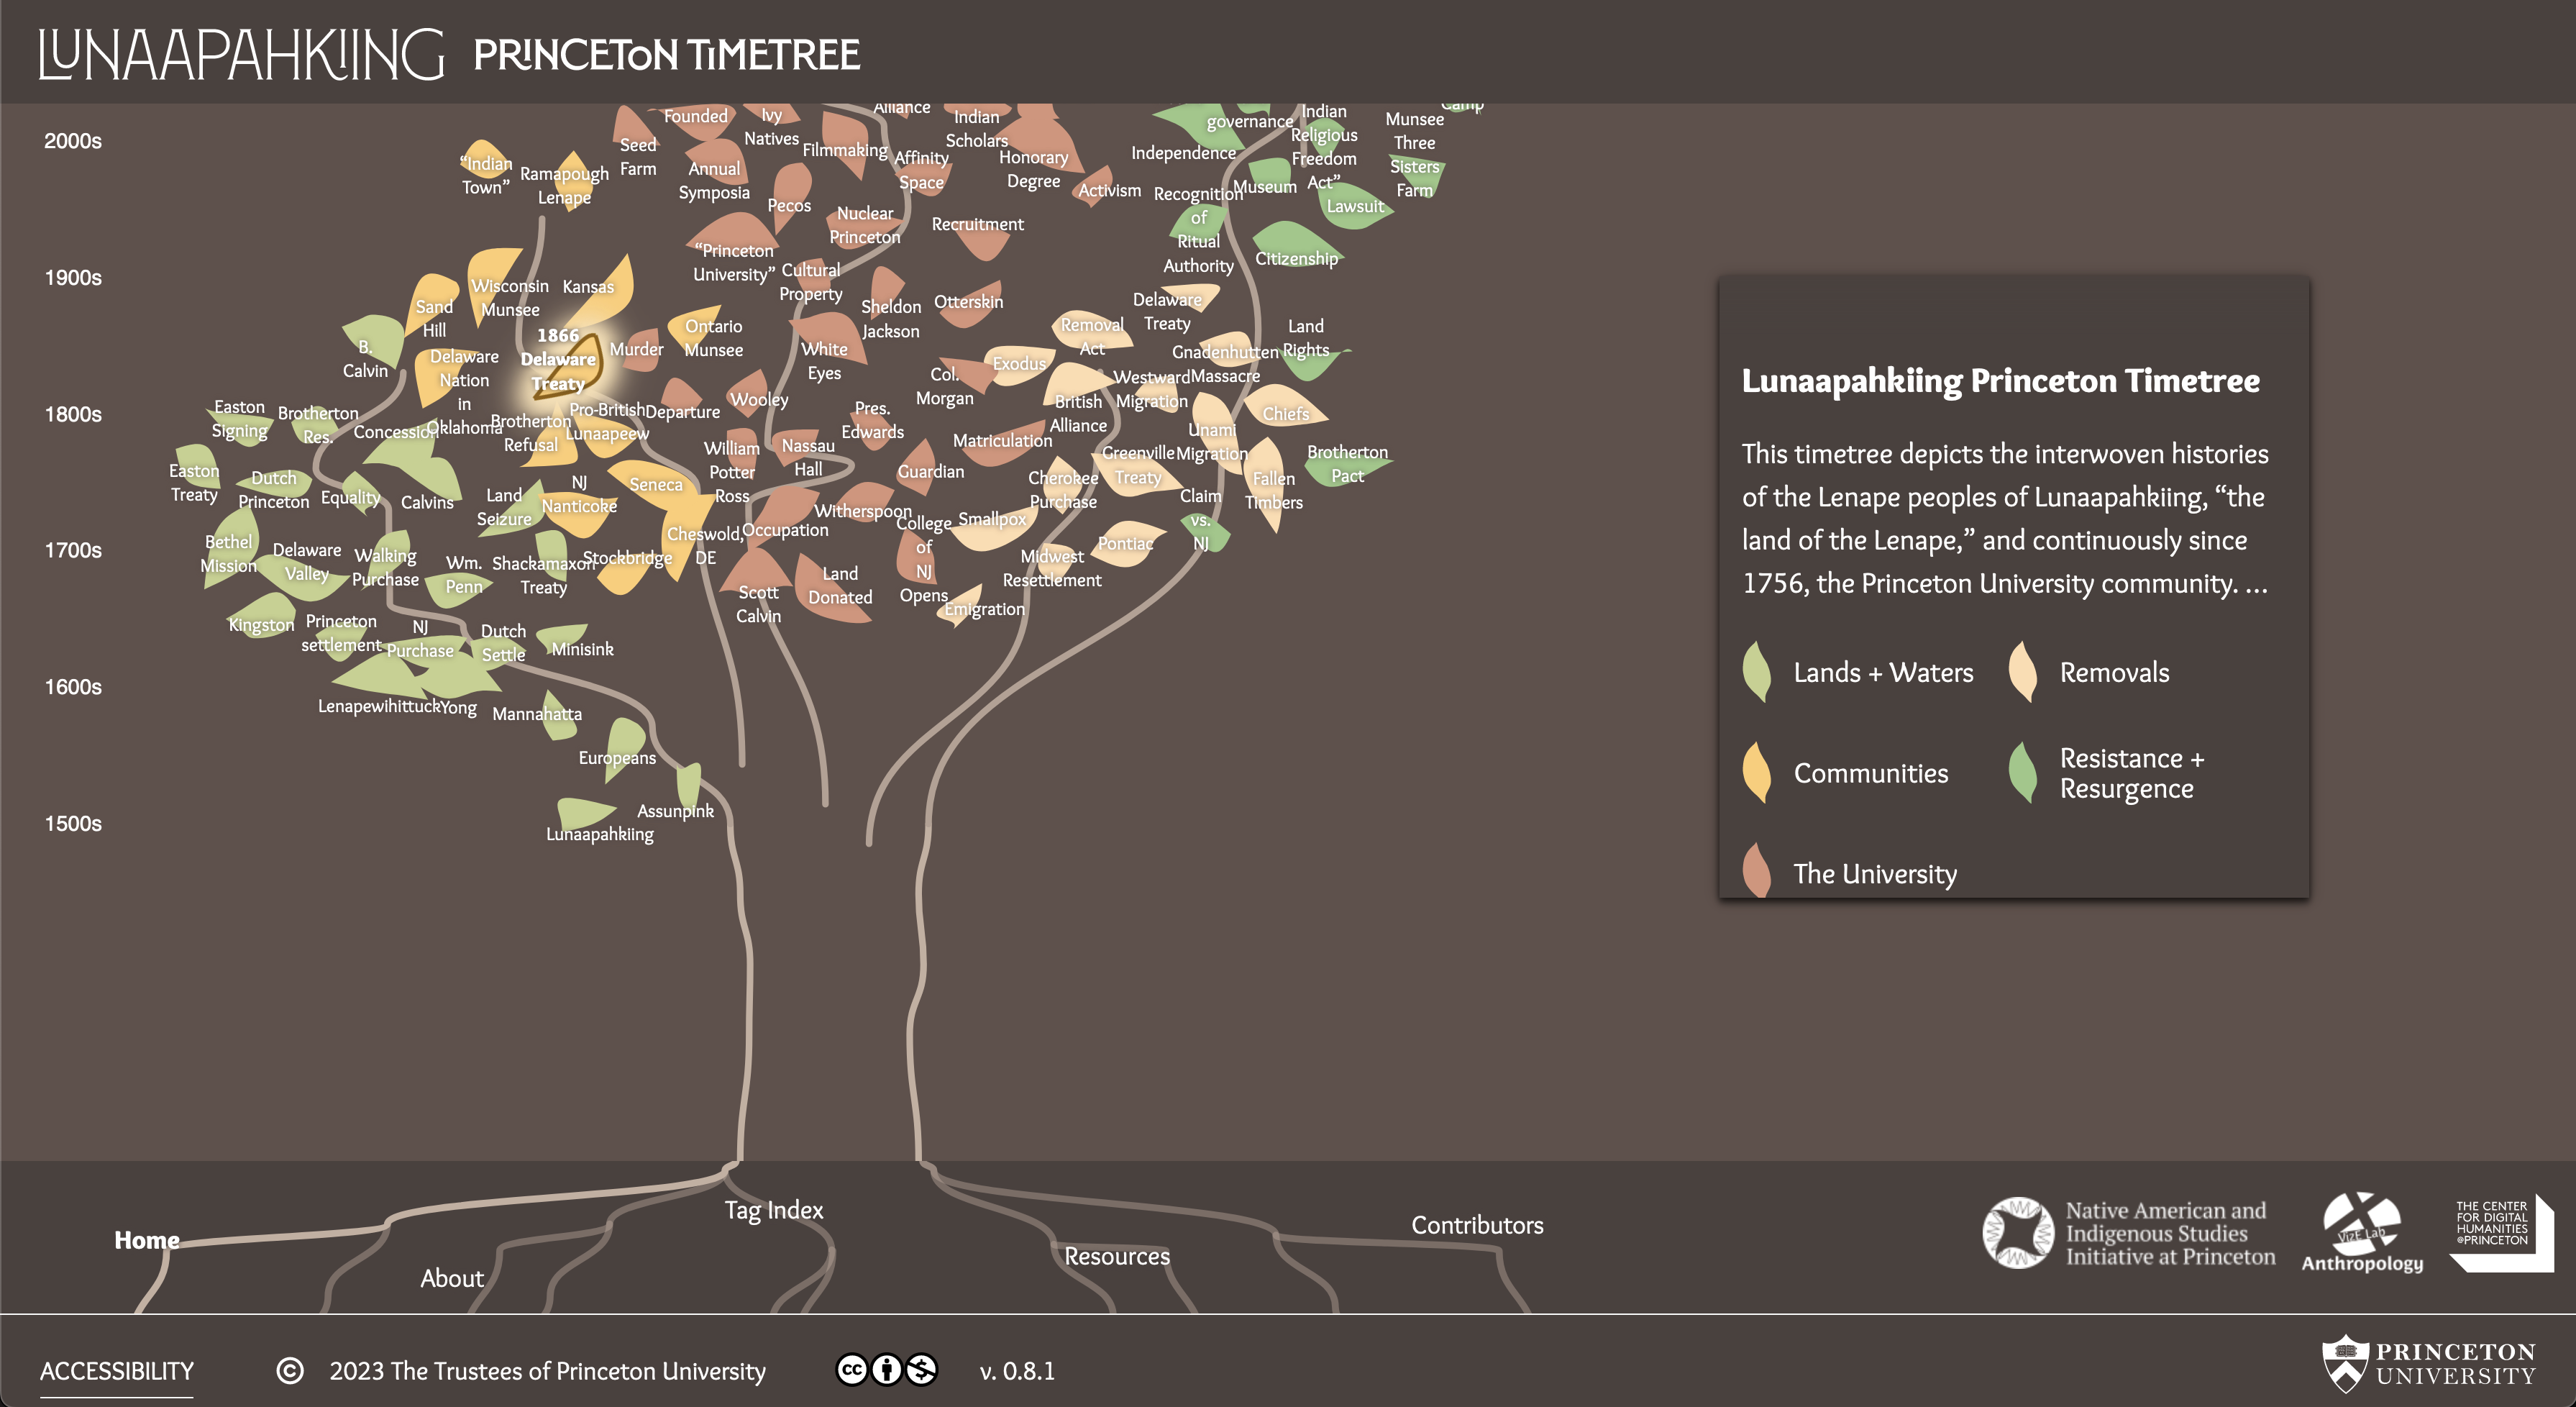 LUNAAPAHKIING PRINCETON TIMETREE
2000s
1900s
1800s
1700s
1600s
1500s
Founded
Ivy
Natives
Alliance
Indian
Scholars
Seed
Farm
Annual
Symposia
Filmmaking
Affinity
Space
Honorary
Degree
Activism
Pecos
Nuclear
Princeton
Recruitment
"Princeton
University"
Cultural
Property
Sheldon
Jackson
Otterskin
White
Eyes
Murder
Departure
Wooley
Col.
Morgan
Pres.
Edwards
Matriculation
William
Potter
Ross
Nassau
Hall
Guardian
Witherspoon
Occupation
College
of
NJ
Opens
Scott
Calvin
Land
Donated
"Indian
Town"
Ramapough
Lenape
Wisconsin
Munsee
Kansas
Sand
Hill
1866
Delaware
Treaty
Ontario
Munsee
Delaware
Nation
in
Oklahoma
Brotherton
Refusal
Pro-British
Lunaapeew
Seneca
NJ
Nanticoke
Cheswold,
DE
Stockbridge
B.
Calvin
Easton
Signing
Brotherton
Res.
Concession
Easton
Treaty
Dutch
Princeton
Equality
Calvins
Land
Seizure
Bethel
Mission
Delaware
Valley
Walking
Purchase
Wm.
Penn
Shackamaxon
Treaty
Kingston
Princeton
settlement
NJ
Purchase
Dutch
Settle
Minisink
Lenapewihittuck
Yong
Mannahatta
Europeans
Assunpink
Lunaapahkiing
Removal
Act
Delaware
Treaty
Exodus
Gnadenhutten
Massacre
Westward
Migration
British
Alliance
Unami
Migration
Chiefs
Greenville
Treaty
Cherokee
Purchase
Fallen
Timbers
Smallpox
Pontiac
Midwest
Resettlement
Emigration
governance
Independence
Indian
Religious
Freedom
Act"
Camp
Munsee
Three
Sisters
Farm
Museum
Recognition
of
Ritual
Authority
Lawsuit
Citizenship
Land
Rights
Brotherton
Pact
Claim
vs.
NJ
Lunaapahkiing Princeton Timetree
This timetree depicts the interwoven histories
of the Lenape peoples of Lunaapahkiing, “the
land of the Lenape,” and continuously since
1756, the Princeton University community. …
Lands + Waters
Removals
Communities
Resistance +
Resurgence
The University
Home
About
Tag Index
Resources
Contributors
Native American and
Indigenous Studies
Initiative at Princeton
VizE Lab
Anthropology
THE CENTER
FOR DIGITAL
HUMANITIES
@PRINCETON
ACCESSIBILITY
© 2023 The Trustees of Princeton University
cc
v. 0.8.1
PRINCETON
UNIVERSITY